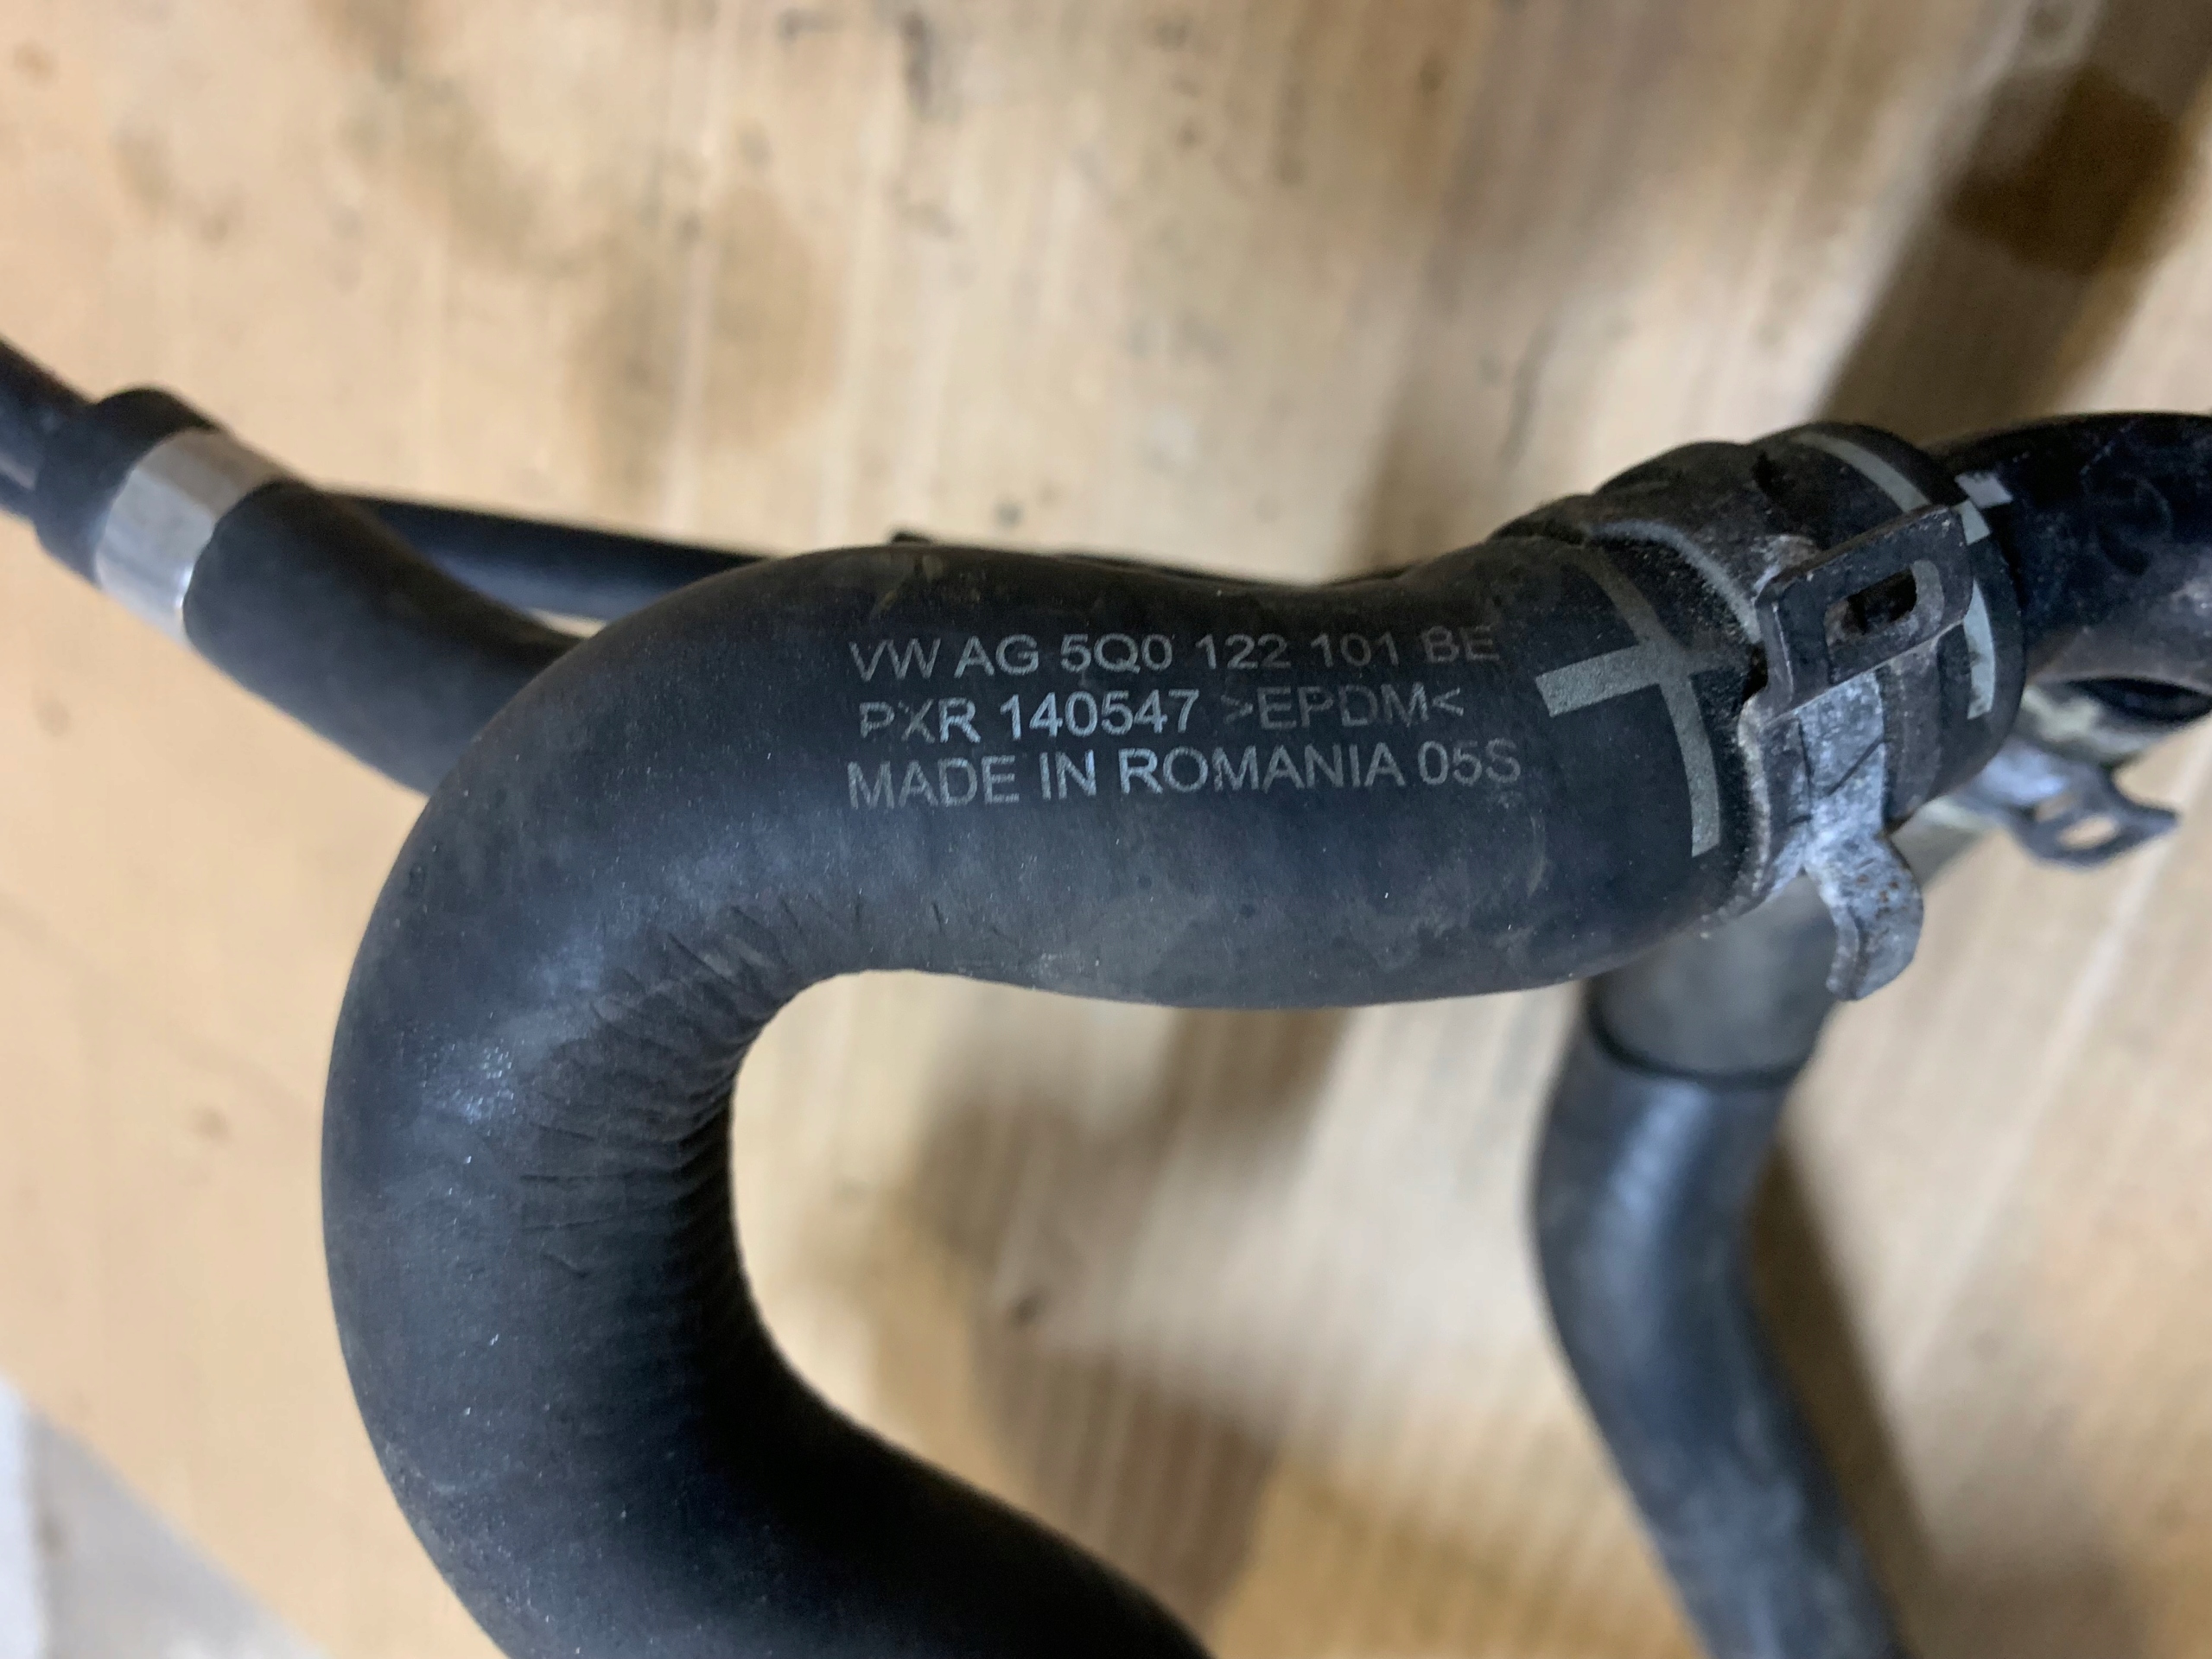 VW AG 5Q0 122 101 BE
PXR 140547 >EPDM<
MADE IN ROMANIA 05S